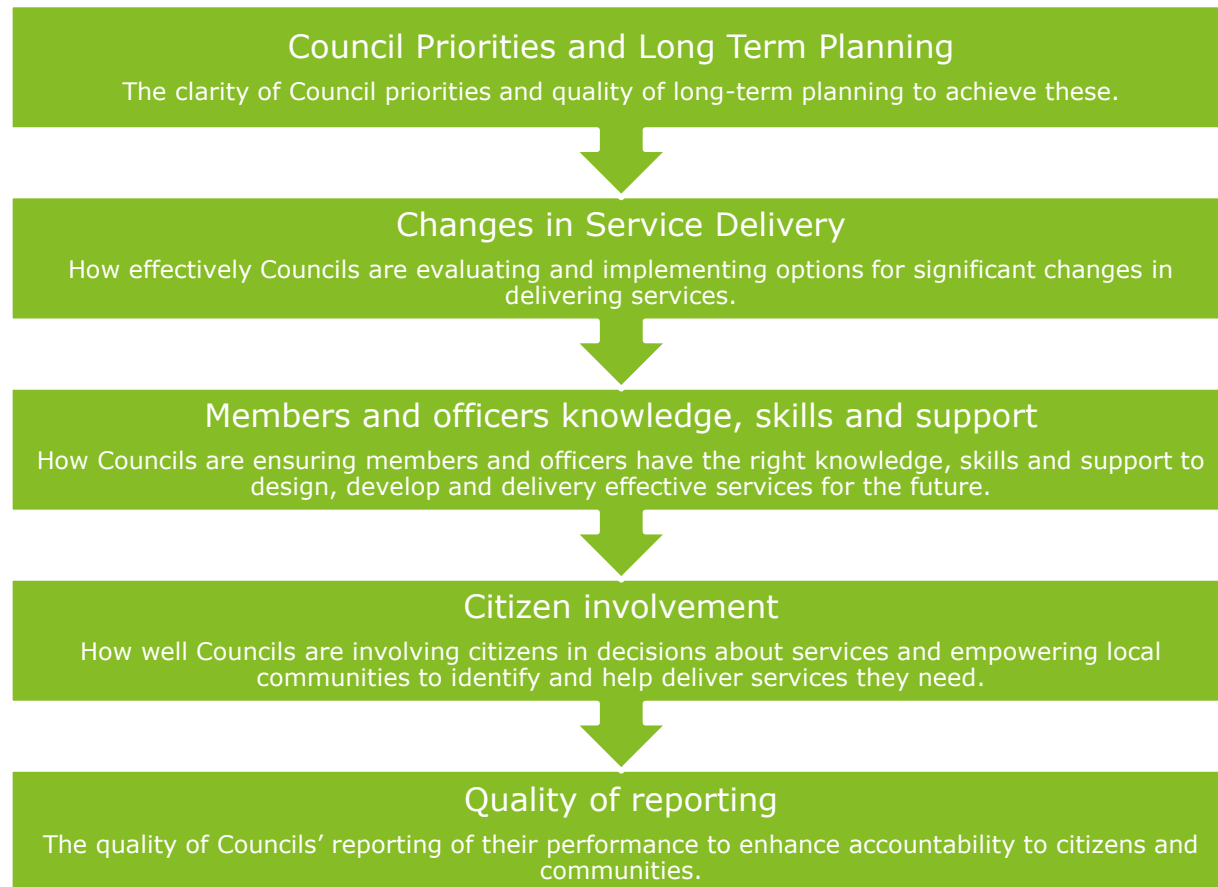 Council Priorities and Long Term Planning
The clarity of Council priorities and quality of long-term planning to achieve these.
Changes in Service Delivery
How effectively Councils are evaluating and implementing options for significant changes in
delivering services.
Members and officers knowledge, skills and support
How Councils are ensuring members and officers have the right knowledge, skills and support to
design, develop and delivery effective services for the future.
Citizen involvement
How well Councils are involving citizens in decisions about services and empowering local
communities to identify and help deliver services they need.
Quality of reporting
The quality of Councils’ reporting of their performance to enhance accountability to citizens and
communities.